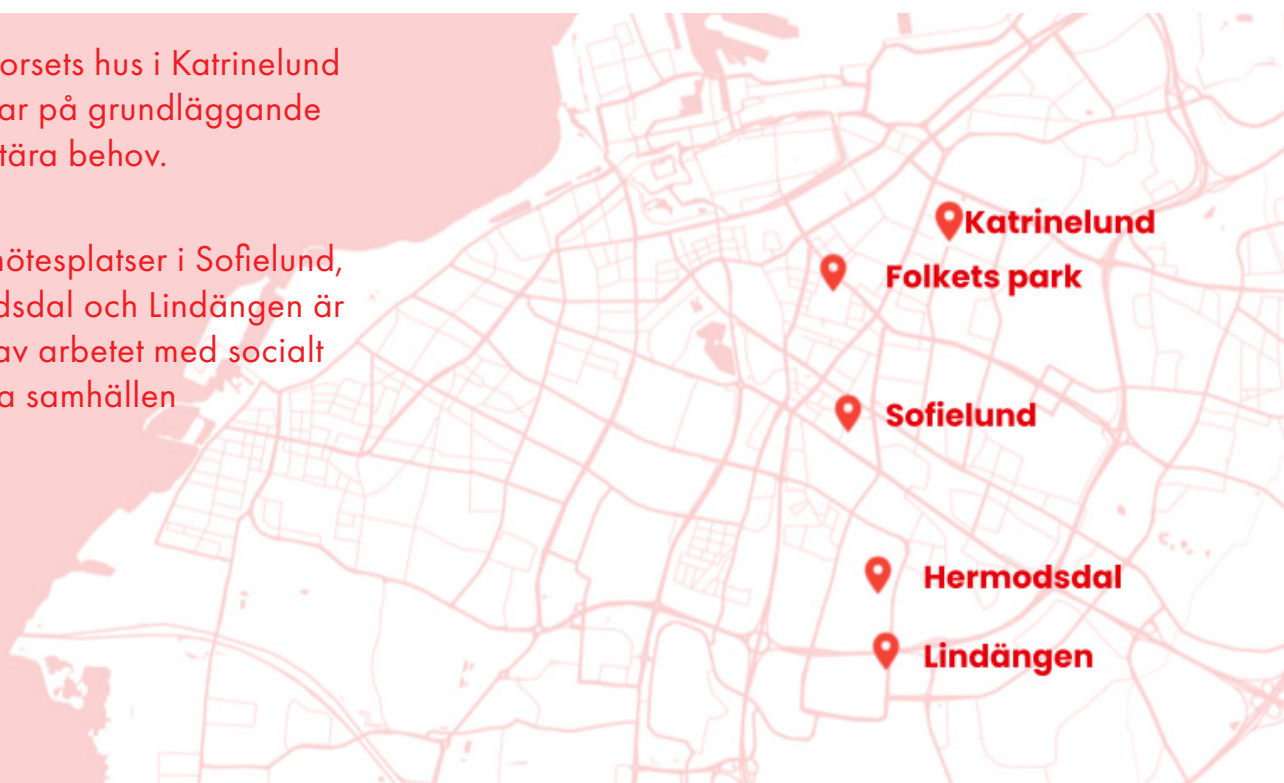 orsets hus i Katrinelund
ar på grundläggande
tära behov.
ötesplatser i Sofielund,
dsdal och Lindängen är
av arbetet med socialt
a samhällen
Katrinelund
Folkets park
Sofielund
Hermodsdal
Lindängen